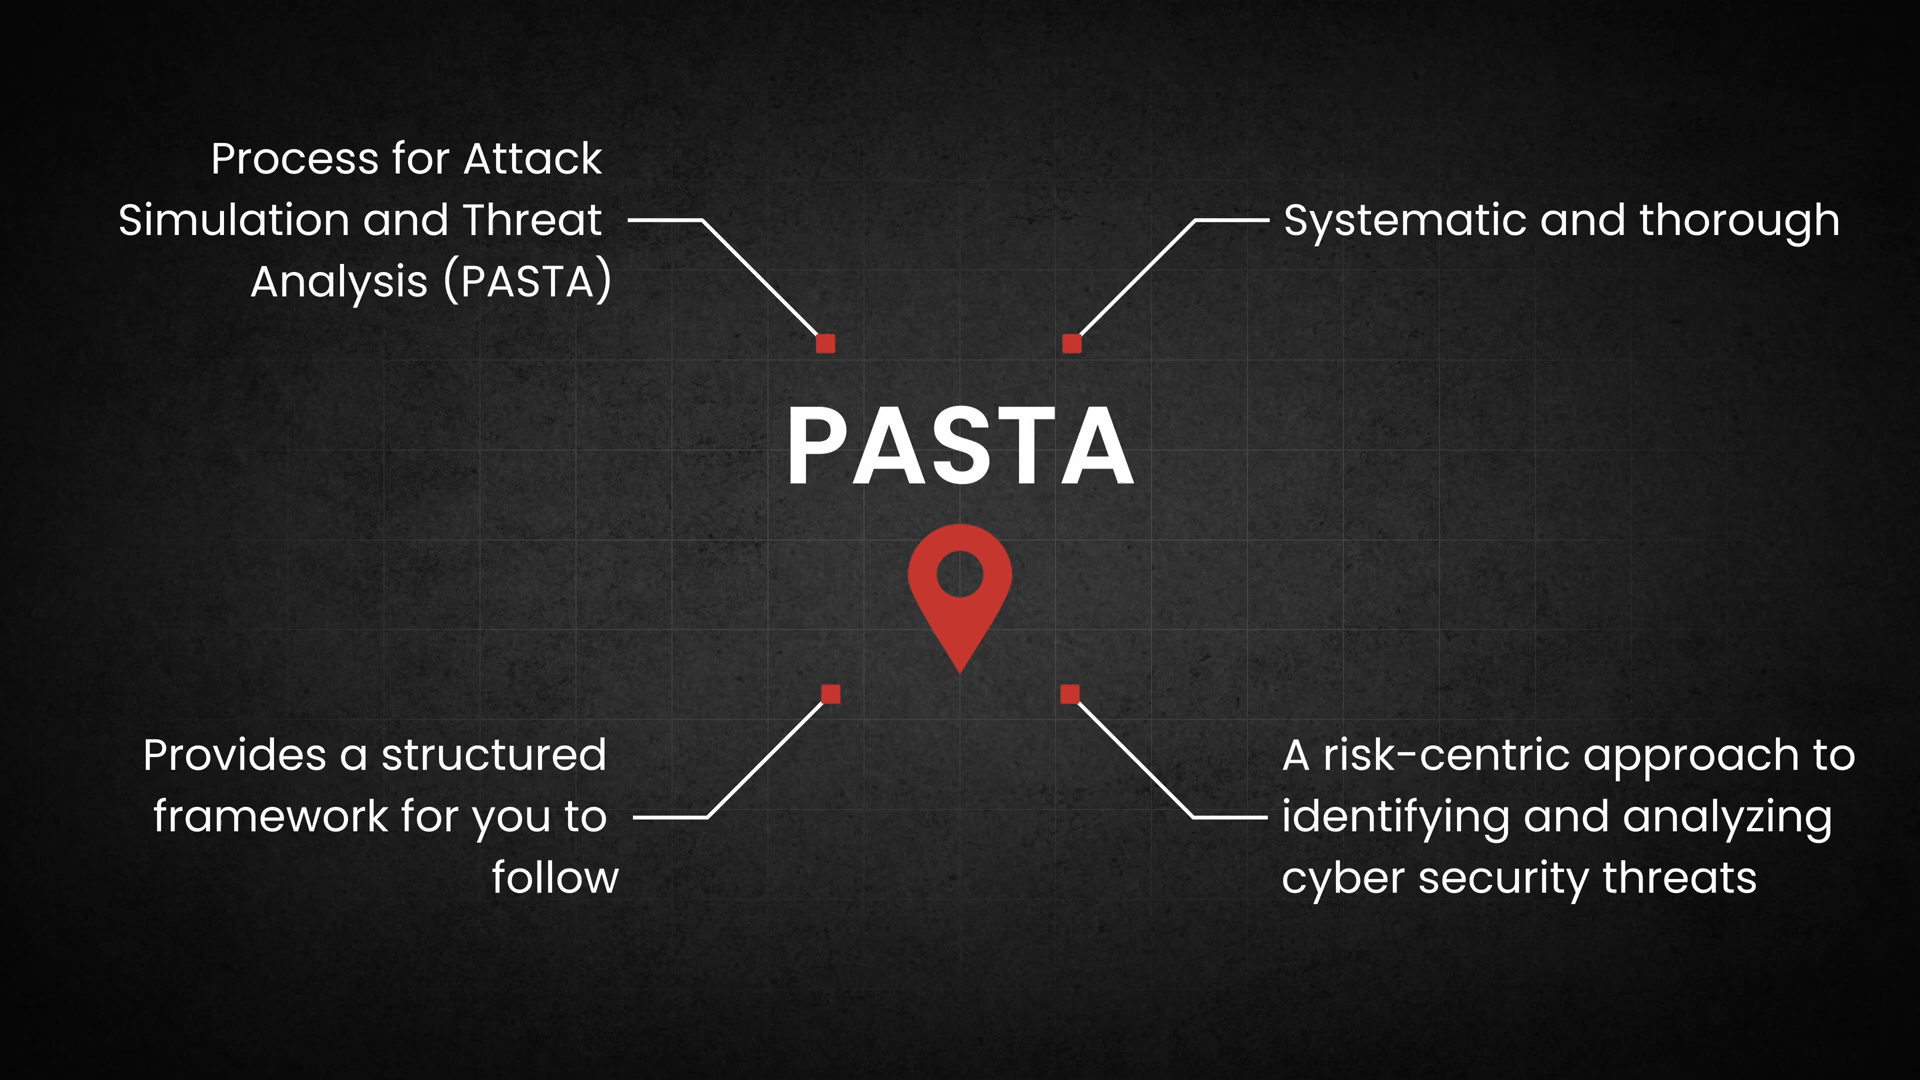 Process for Attack
Simulation and Threat
Analysis (PASTA)
Systematic and thorough
PASTA
Provides a structured
framework for you to
follow
A risk-centric approach to
identifying and analyzing
cyber security threats